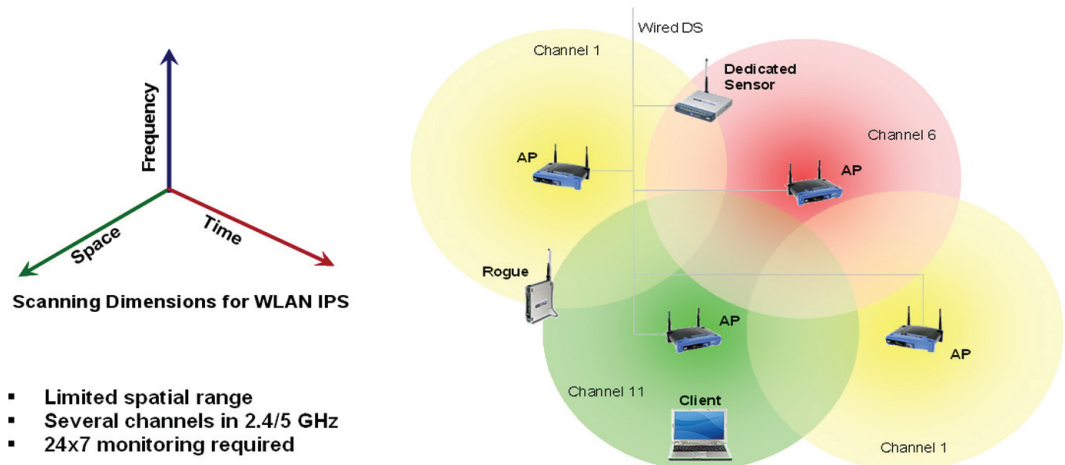 Frequency
Space
Time
Scanning Dimensions for WLAN IPS
▪ Limited spatial range
▪ Several channels in 2.4/5 GHz
▪ 24x7 monitoring required
Wired DS
Channel 1
Dedicated
Sensor
Channel 6
AP
AP
Rogue
AP
AP
Channel 11
Client
Channel 1